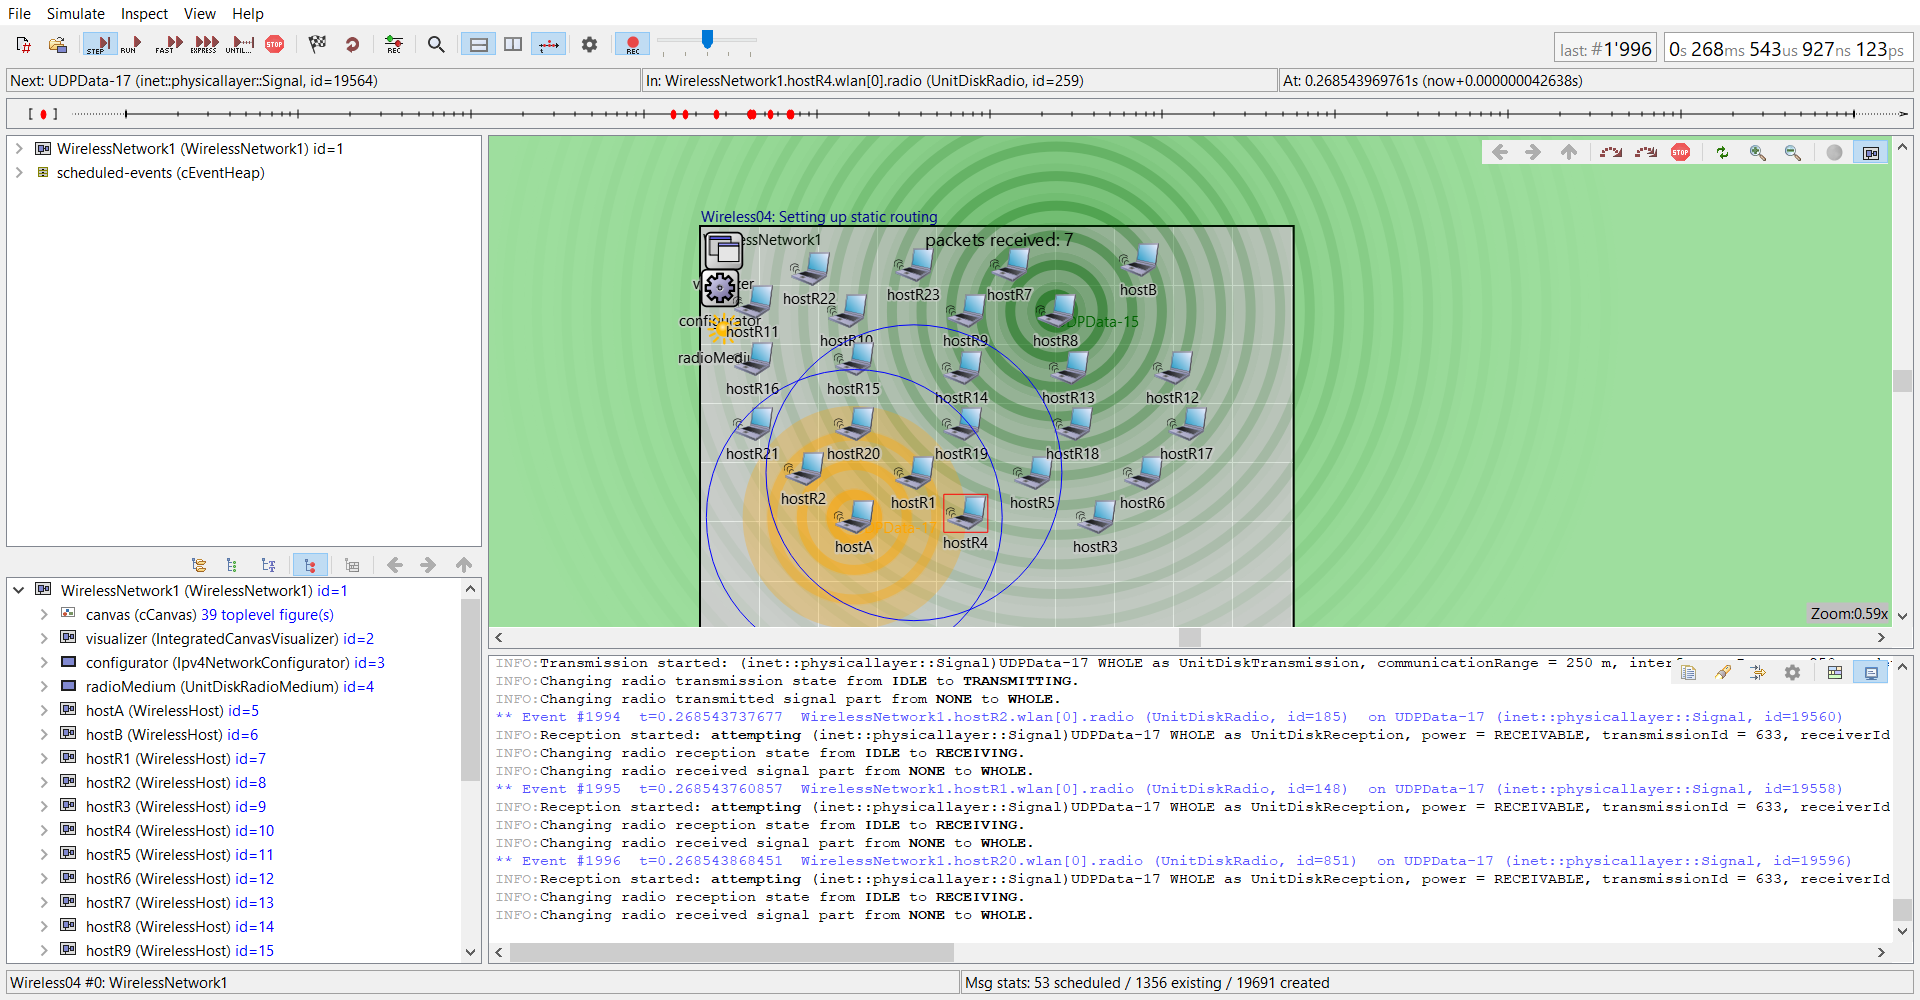 File Simulate Inspect View Help
STEP RUN FAST EXPRESS UNTIL... STOP REC REC
last: #1'996 0s 268ms 543us 927ns 123ps
Next: UDPData-17 (inet::physicallayer::Signal, id=19564) In: WirelessNetwork1.hostR4.wlan[0].radio (UnitDiskRadio, id=259) At: 0.268543969761s (now+0.000000042638s)
WirelessNetwork1 (WirelessNetwork1) id=1
scheduled-events (cEventHeap)
STOP
Wireless04: Setting up static routing
packets received: 7
hostR22
hostR23
hostR7
hostB
configurator
hostR11
hostR10
hostR9
hostR8
UDPData-15
hostR16
hostR15
hostR14
hostR13
hostR12
hostR21
hostR20
hostR19
hostR18
hostR17
hostR2
hostR1
hostR5
hostR6
hostA
hostR4
hostR3
Zoom:0.59x
WirelessNetwork1 (WirelessNetwork1) id=1
canvas (cCanvas) 39 toplevel figure(s)
visualizer (IntegratedCanvasVisualizer) id=2
configurator (Ipv4NetworkConfigurator) id=3
radioMedium (UnitDiskRadioMedium) id=4
hostA (WirelessHost) id=5
hostB (WirelessHost) id=6
hostR1 (WirelessHost) id=7
hostR2 (WirelessHost) id=8
hostR3 (WirelessHost) id=9
hostR4 (WirelessHost) id=10
hostR5 (WirelessHost) id=11
hostR6 (WirelessHost) id=12
hostR7 (WirelessHost) id=13
hostR8 (WirelessHost) id=14
hostR9 (WirelessHost) id=15
INFO:Transmission started: (inet::physicallayer::Signal)UDPData-17 WHOLE as UnitDiskTransmission, communicationRange = 250 m,
INFO:Changing radio transmission state from IDLE to TRANSMITTING.
INFO:Changing radio transmitted signal part from NONE to WHOLE.
** Event #1994 t=0.268543737677 WirelessNetwork1.hostR2.wlan[0].radio (UnitDiskRadio, id=185) on UDPData-17 (inet::physicallayer::Signal, id=19560)
INFO:Reception started: attempting (inet::physicallayer::Signal)UDPData-17 WHOLE as UnitDiskReception, power = RECEIVABLE, transmissionId = 633, receiverId
INFO:Changing radio reception state from IDLE to RECEIVING.
INFO:Changing radio received signal part from NONE to WHOLE.
** Event #1995 t=0.268543760857 WirelessNetwork1.hostR1.wlan[0].radio (UnitDiskRadio, id=148) on UDPData-17 (inet::physicallayer::Signal, id=19558)
INFO:Reception started: attempting (inet::physicallayer::Signal)UDPData-17 WHOLE as UnitDiskReception, power = RECEIVABLE, transmissionId = 633, receiverId
INFO:Changing radio reception state from IDLE to RECEIVING.
INFO:Changing radio received signal part from NONE to WHOLE.
** Event #1996 t=0.268543868451 WirelessNetwork1.hostR20.wlan[0].radio (UnitDiskRadio, id=851) on UDPData-17 (inet::physicallayer::Signal, id=19596)
INFO:Reception started: attempting (inet::physicallayer::Signal)UDPData-17 WHOLE as UnitDiskReception, power = RECEIVABLE, transmissionId = 633, receiverId
INFO:Changing radio reception state from IDLE to RECEIVING.
INFO:Changing radio received signal part from NONE to WHOLE.
Wireless04 #0: WirelessNetwork1 Msg stats: 53 scheduled / 1356 existing / 19691 created